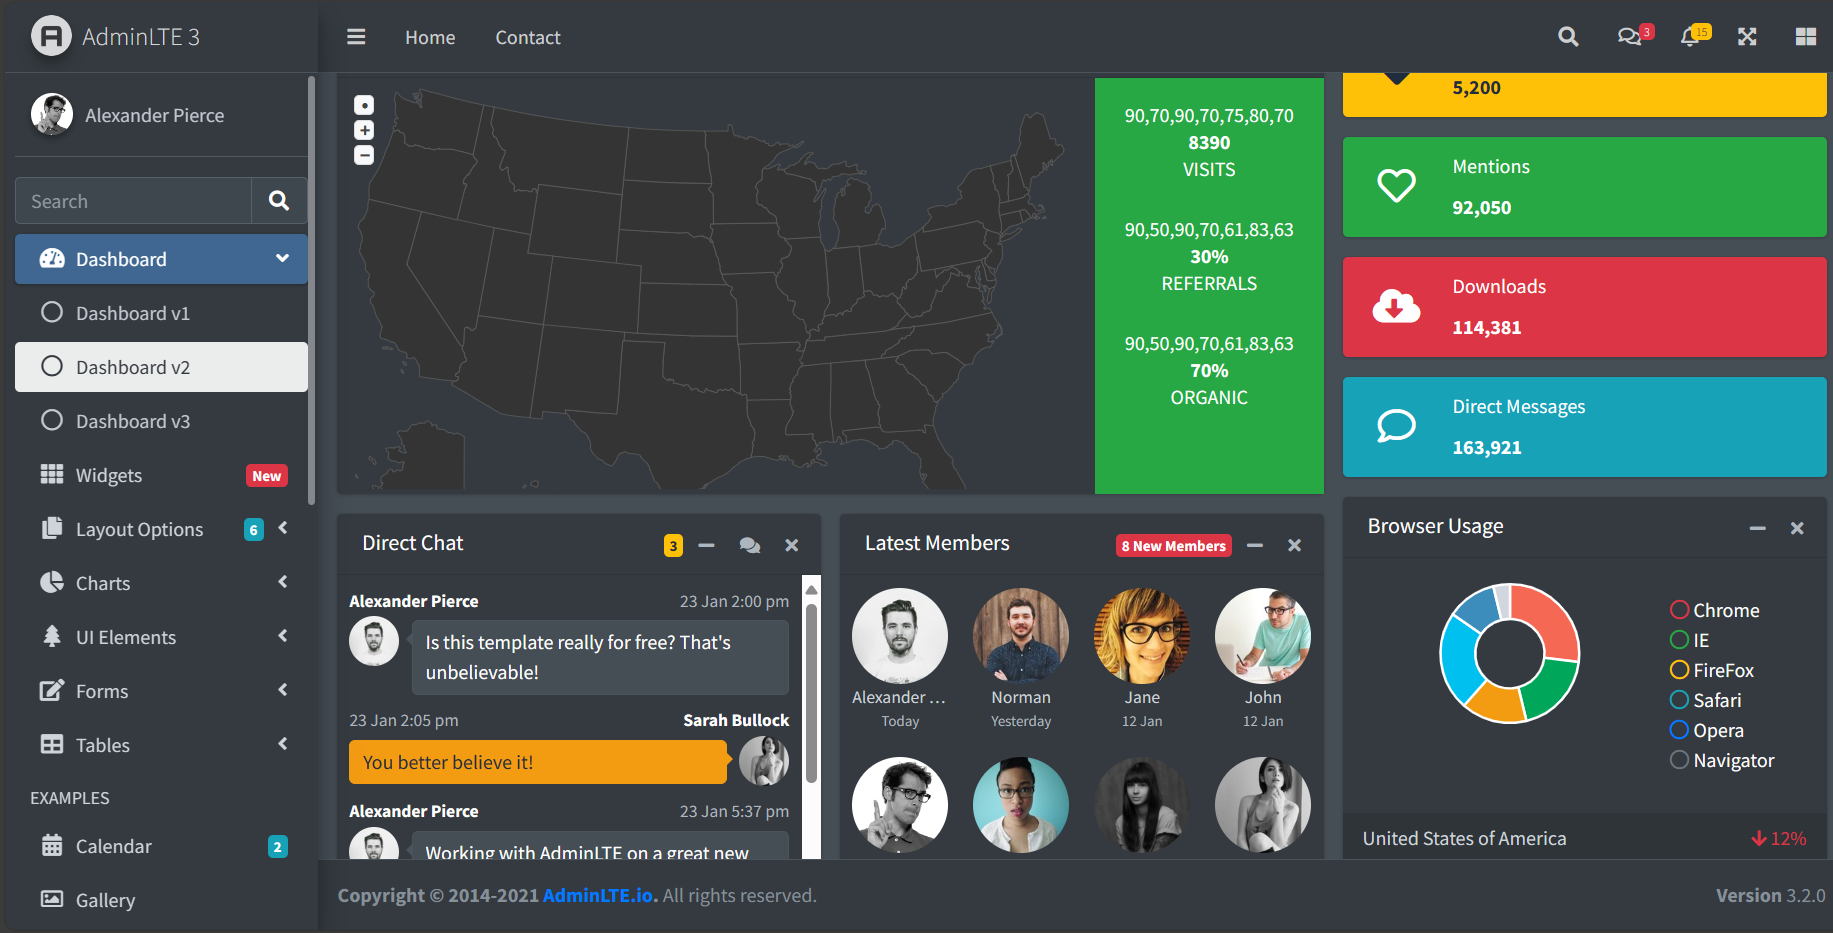 AdminLTE 3
Home
Contact
3
15
Alexander Pierce
Search
Dashboard
Dashboard v1
Dashboard v2
Dashboard v3
Widgets
New
Layout Options
6
Charts
UI Elements
Forms
Tables
EXAMPLES
Calendar
2
Gallery
90,70,90,70,75,80,70
8390
VISITS
90,50,90,70,61,83,63
30%
REFERRALS
90,50,90,70,61,83,63
70%
ORGANIC
5,200
Mentions
92,050
Downloads
114,381
Direct Messages
163,921
Direct Chat
3
Alexander Pierce
23 Jan 2:00 pm
Is this template really for free? That's
unbelievable!
23 Jan 2:05 pm
Sarah Bullock
You better believe it!
Alexander Pierce
23 Jan 5:37 pm
Working with AdminLTE on a great new
Latest Members
8 New Members
Alexander ...
Today
Norman
Yesterday
Jane
12 Jan
John
12 Jan
Browser Usage
Chrome
IE
FireFox
Safari
Opera
Navigator
United States of America
12%
Copyright © 2014-2021 AdminLTE.io. All rights reserved.
Version 3.2.0